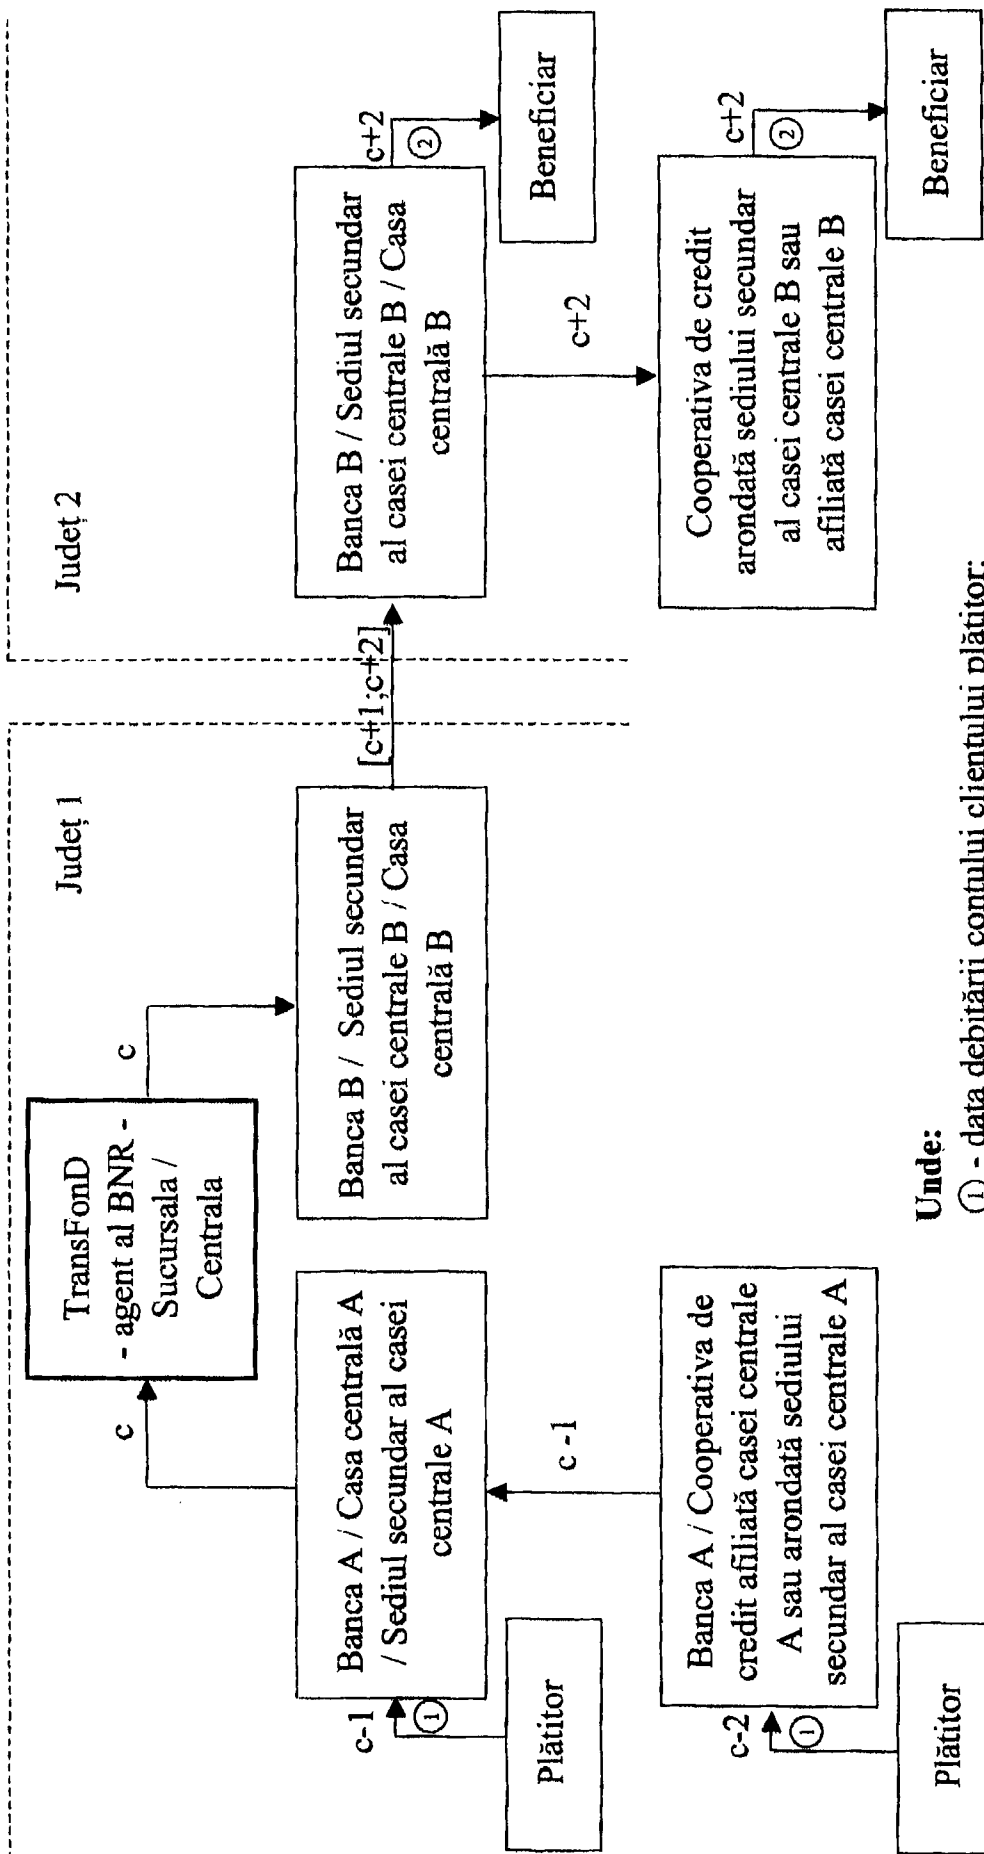 Județ 1
TransFonD
- agent al BNR -
Sucursala /
Centrala
c
c
Banca A / Casa centrală A
/ Sediul secundar al casei
centrale A
c-1
①
Plătitor
c -1
Banca A / Cooperativa de
credit afiliată casei centrale
A sau arondată sediului
secundar al casei centrale A
c-2
①
Plătitor
Banca B / Sediul secundar
al casei centrale B / Casa
centrală B
[c+1;c+2]
Județ 2
Banca B / Sediul secundar
al casei centrale B / Casa
centrală B
c+2
②
Beneficiar
c+2
Cooperativa de credit
arondată sediului secundar
al casei centrale B sau
afiliată casei centrale B
c+2
②
Beneficiar
Unde:
① - data debitării contului clientului plătitor;